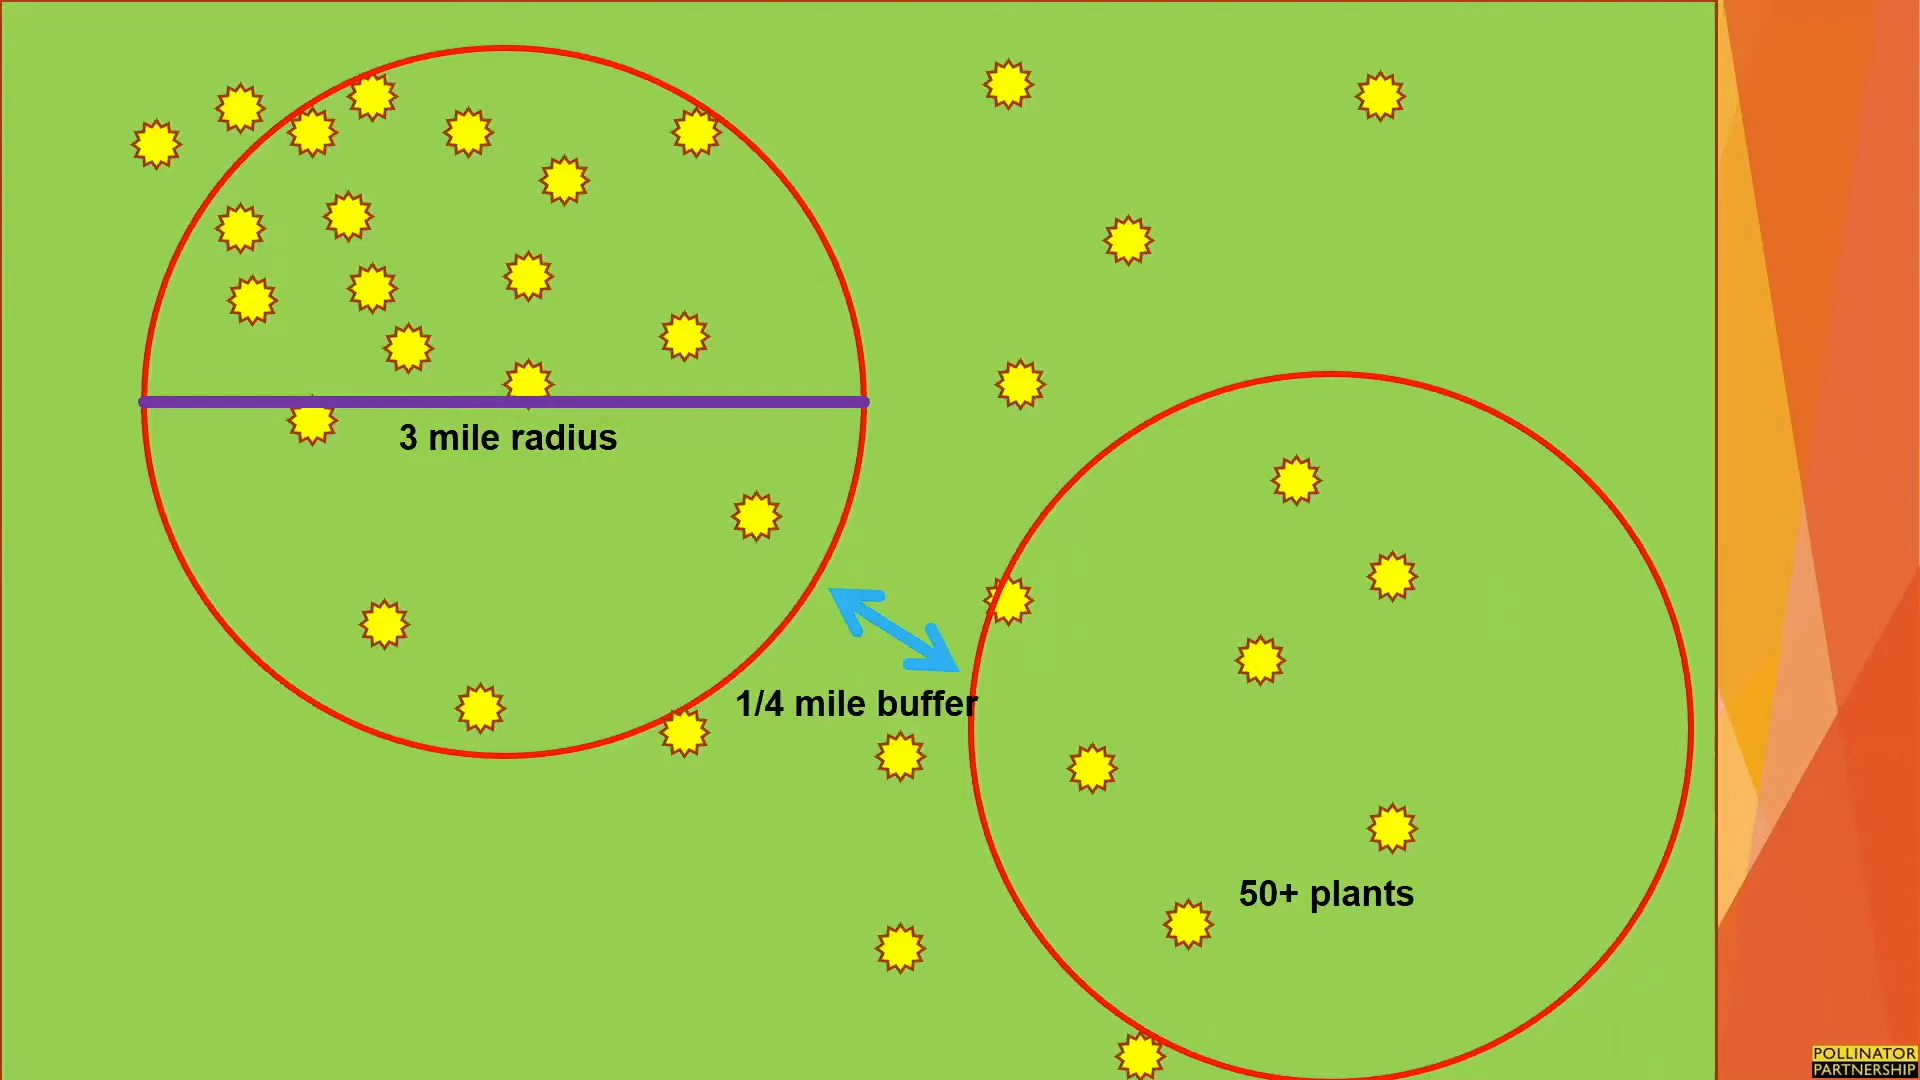 3 mile radius
1/4 mile buffer
50+ plants
POLLINATOR
PARTNERSHIP